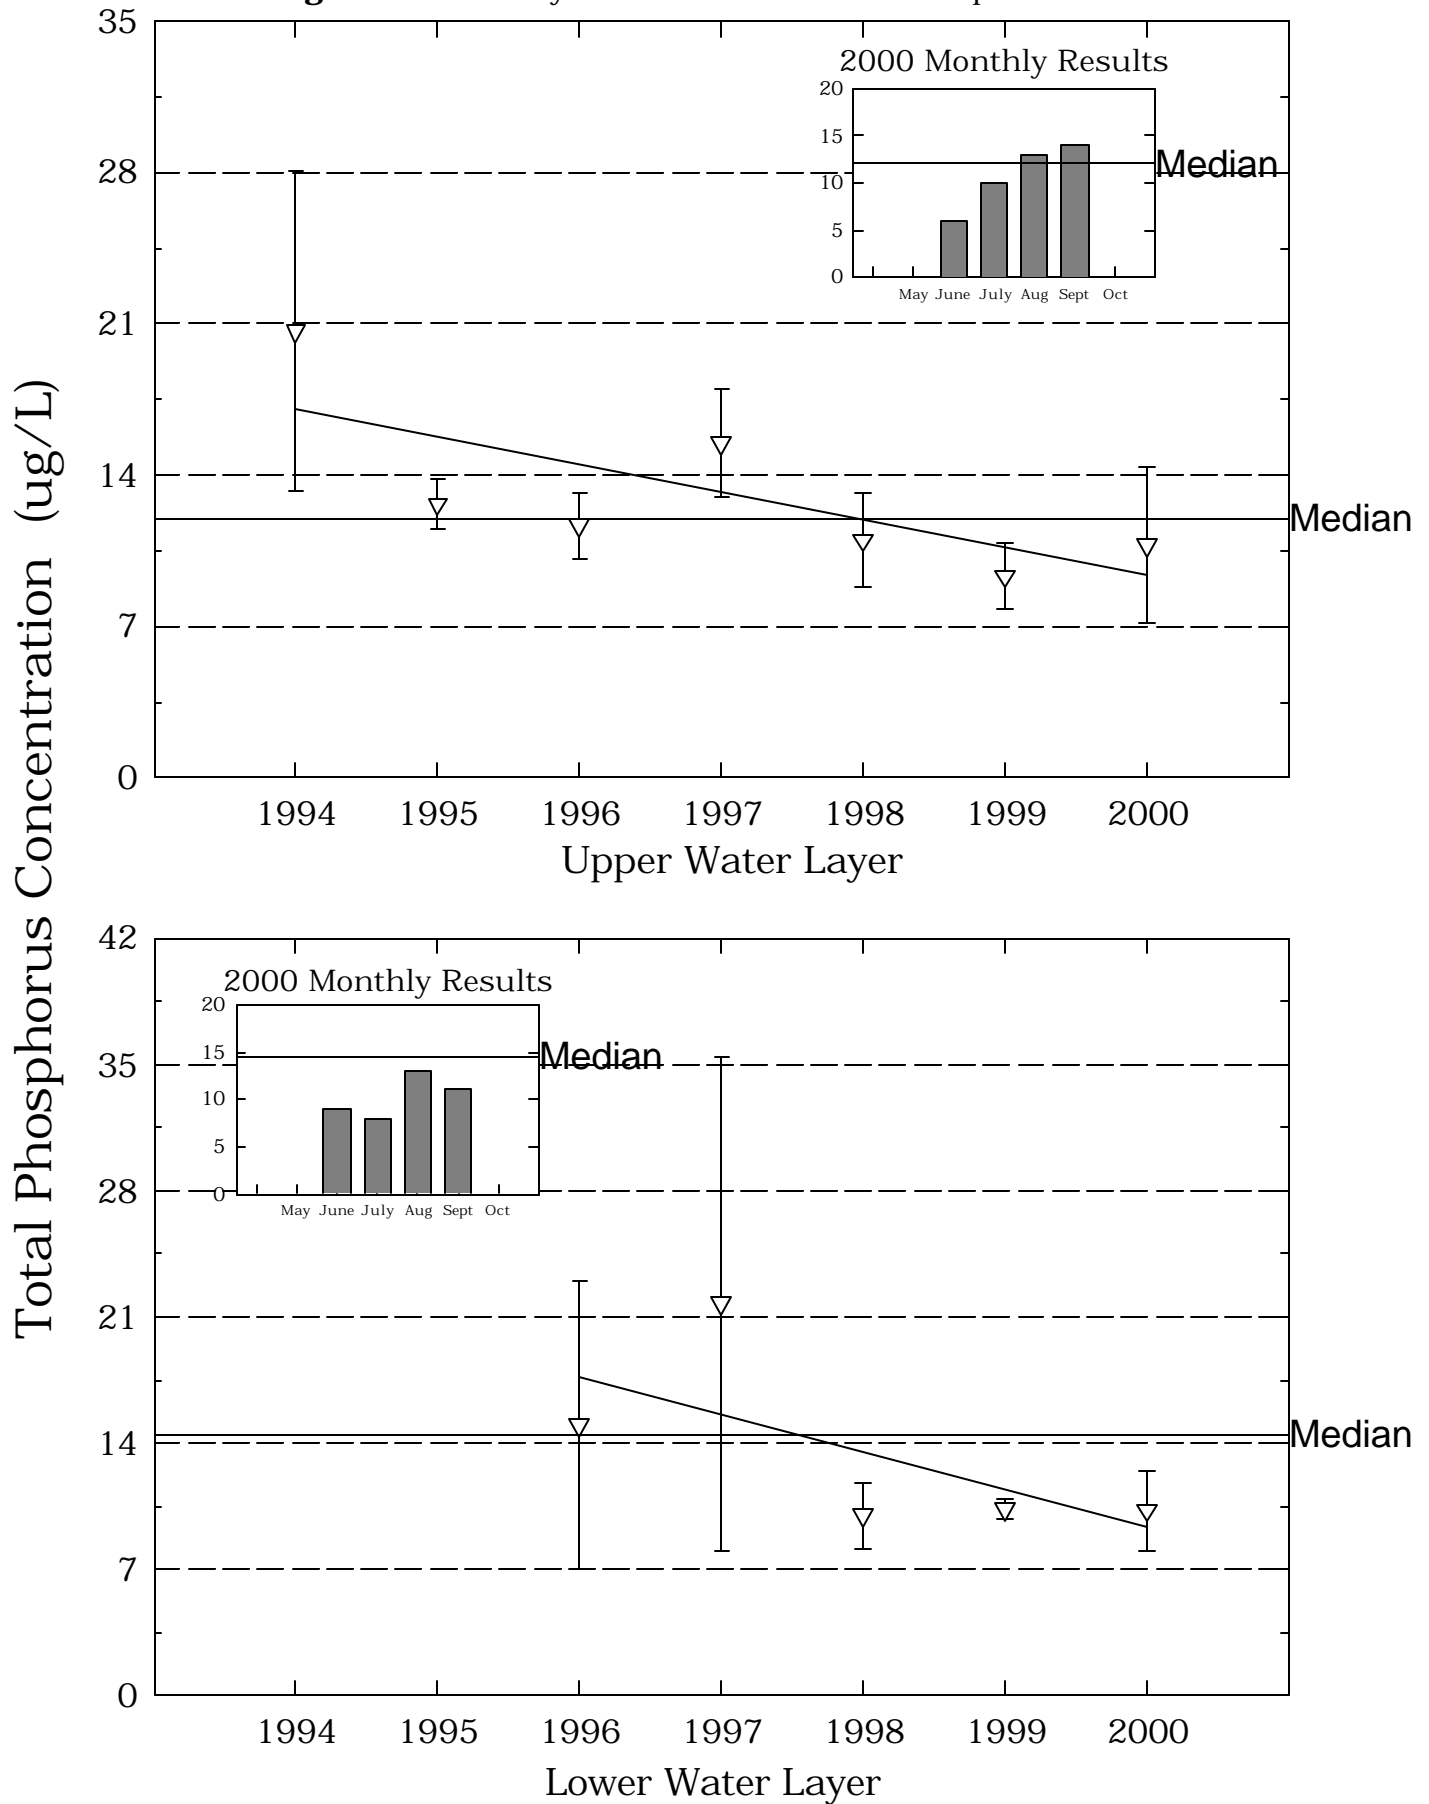 Total Phosphorus Concentration (ug/L)
35
28
21
14
7
0
2000 Monthly Results
20
15
10
5
0
Median
May June July Aug Sept Oct
Median
1994 1995 1996 1997 1998 1999 2000
Upper Water Layer
42
35
28
21
14
7
0
2000 Monthly Results
20
15
10
5
0
Median
May June July Aug Sept Oct
Median
1994 1995 1996 1997 1998 1999 2000
Lower Water Layer